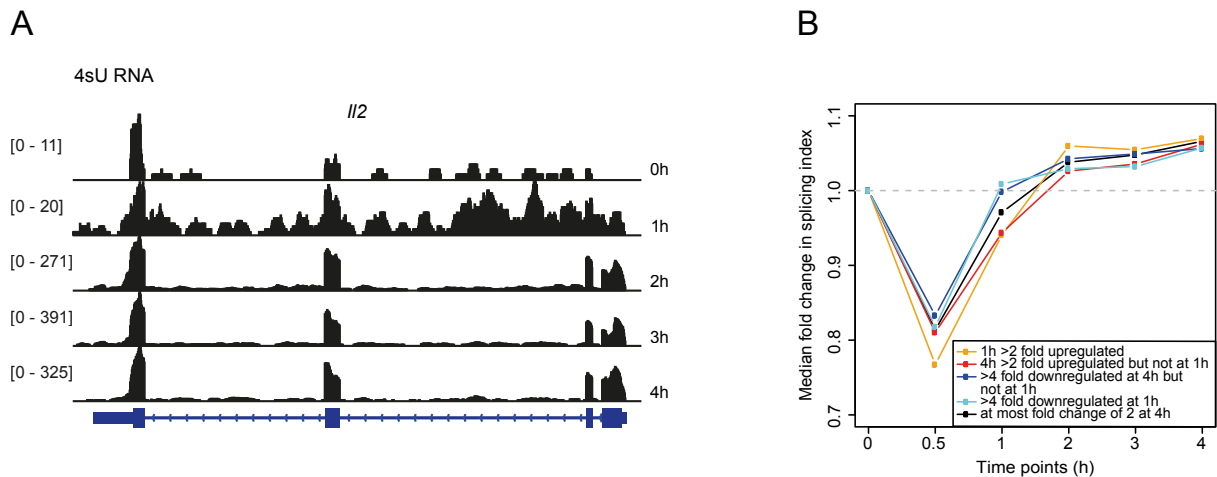 A
4sU RNA
Il2
[0 - 11]
0h
[0 - 20]
1h
[0 - 271]
2h
[0 - 391]
3h
[0 - 325]
4h
B
Median fold change in splicing index
1.1
1.0
0.9
0.8
0.7
1h >2 fold upregulated
4h >2 fold upregulated but not at 1h
>4 fold downregulated at 4h but
not at 1h
>4 fold downregulated at 1h
at most fold change of 2 at 4h
0
0.5
1
2
3
4
Time points (h)